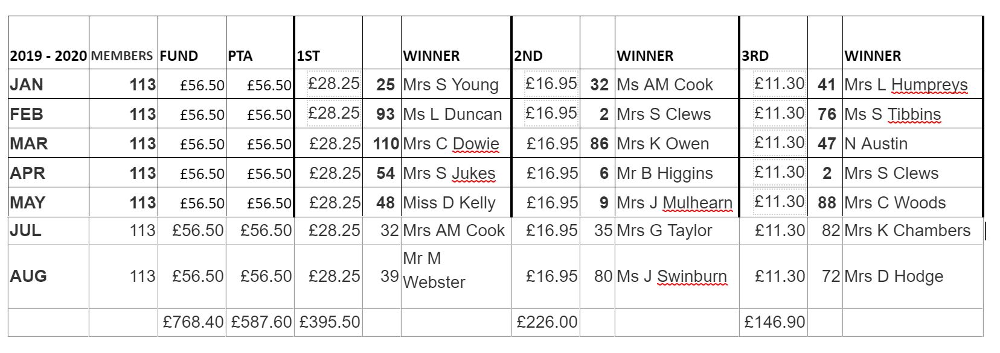 2019 - 2020 MEMBERS FUND PTA 1ST WINNER 2ND WINNER 3RD WINNER
JAN 113 £56.50 £56.50 £28.25 25 Mrs S Young £16.95 32 Ms AM Cook £11.30 41 Mrs L Humpreys
FEB 113 £56.50 £56.50 £28.25 93 Ms L Duncan £16.95 2 Mrs S Clews £11.30 76 Ms S Tibbins
MAR 113 £56.50 £56.50 £28.25 110 Mrs C Dowie £16.95 86 Mrs K Owen £11.30 47 N Austin
APR 113 £56.50 £56.50 £28.25 54 Mrs S Jukes £16.95 6 Mr B Higgins £11.30 2 Mrs S Clews
MAY 113 £56.50 £56.50 £28.25 48 Miss D Kelly £16.95 9 Mrs J Mulhearn £11.30 88 Mrs C Woods
JUL 113 £56.50 £56.50 £28.25 32 Mrs AM Cook £16.95 35 Mrs G Taylor £11.30 82 Mrs K Chambers
AUG 113 £56.50 £56.50 £28.25 39 Mr M
Webster £16.95 80 Ms J Swinburn £11.30 72 Mrs D Hodge
£768.40 £587.60 £395.50 £226.00 £146.90